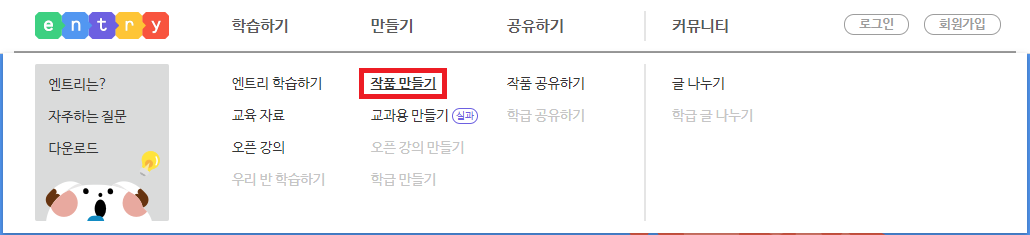 entry 학습하기 만들기 공유하기 커뮤니티 로그인 회원가입
엔트리는? 엔트리 학습하기 작품 만들기 작품 공유하기 글 나누기
자주하는 질문 교육 자료 교과용 만들기 실과 학급 공유하기 학급 글 나누기
다운로드 오픈 강의 오픈 강의 만들기
우리 반 학습하기 학급 만들기